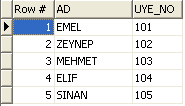 Row # AD UYE_NO
1 EMEL 101
2 ZEYNEP 102
3 MEHMET 103
4 ELIF 104
5 SINAN 105